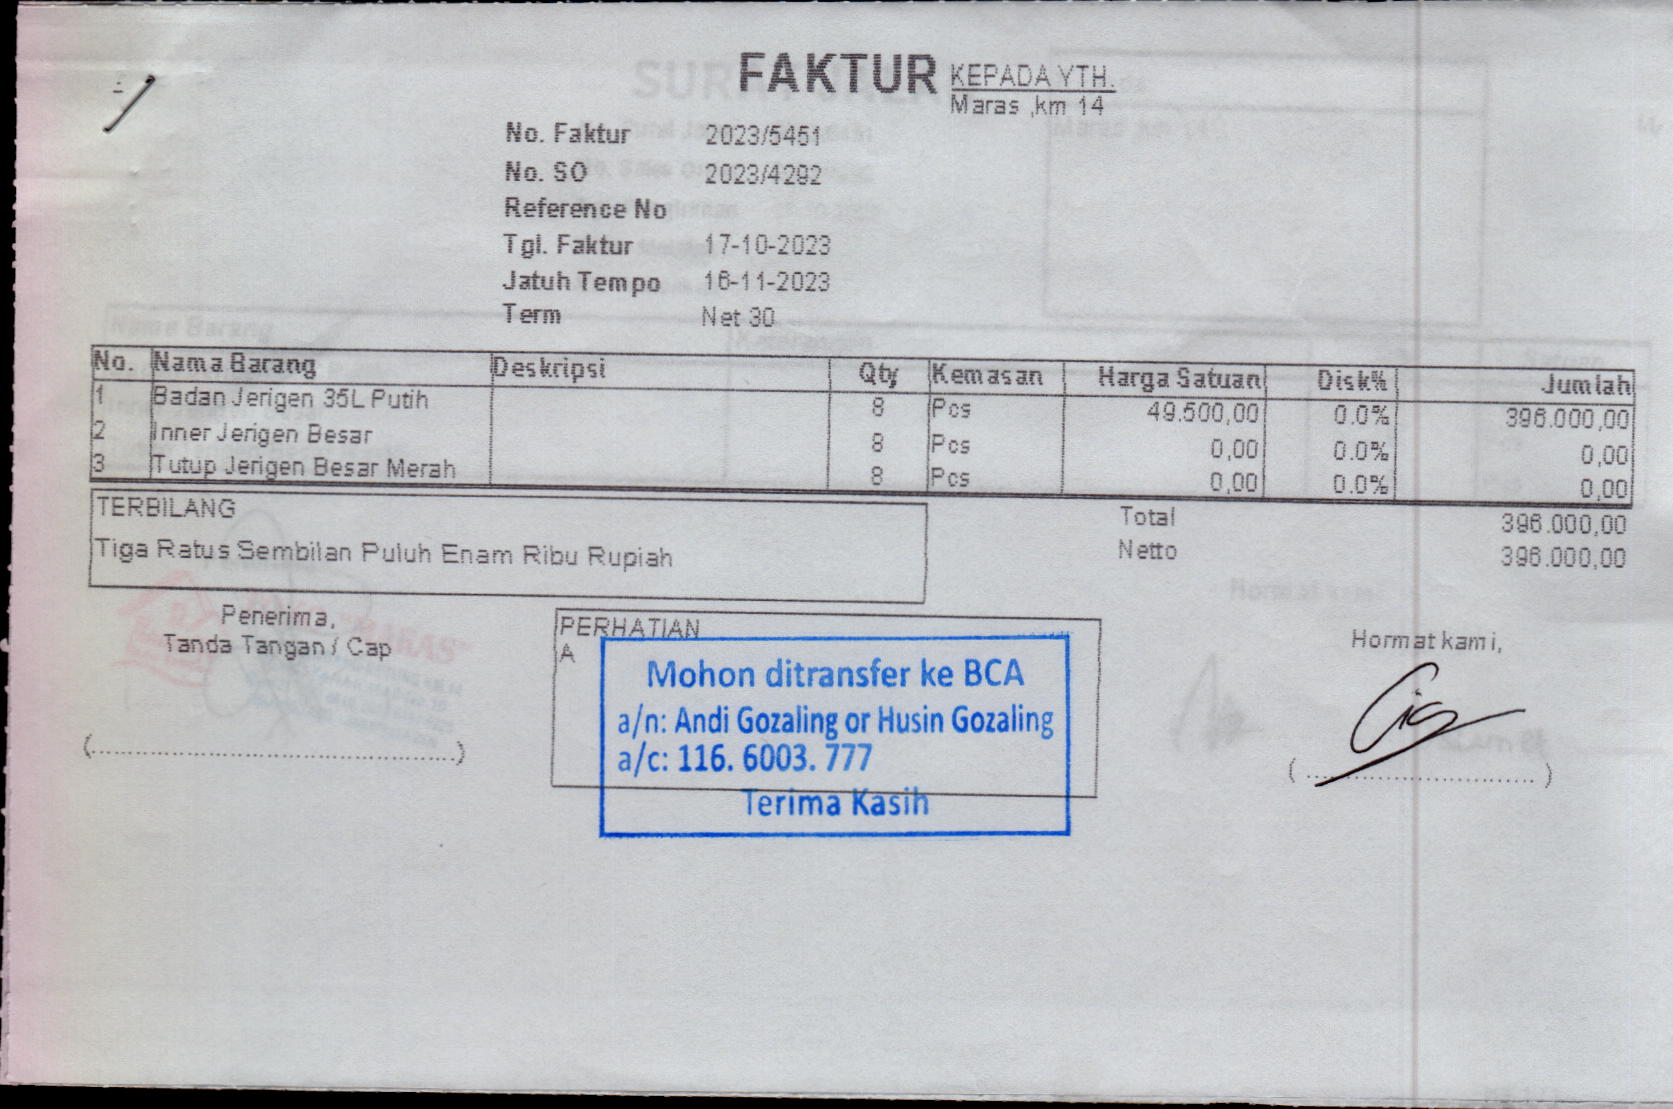 FAKTUR
KEPADA YTH.
Maras ,km 14
No. Faktur 2023/5451
No. SO 2023/4292
Reference No
Tgl. Faktur 17-10-2023
Jatuh Tempo 16-11-2023
Term Net 30
No. Nama Barang Deskripsi Qty Kemasan Harga Satuan Disk% Jumlah
1 Badan Jerigen 35L Putih 8 Pcs 49.500,00 0.0% 396.000,00
2 Inner Jerigen Besar 8 Pcs 0,00 0.0% 0,00
3 Tutup Jerigen Besar Merah 8 Pcs 0,00 0.0% 0,00
TERBILANG
Tiga Ratus Sembilan Puluh Enam Ribu Rupiah
Total 396.000,00
Netto 396.000,00
Penerima,
Tanda Tangan / Cap
(........................................................)
PERHATIAN
A
Mohon ditransfer ke BCA
a/n: Andi Gozaling or Husin Gozaling
a/c: 116. 6003. 777
Terima Kasih
Hormat kami,
(...................................)